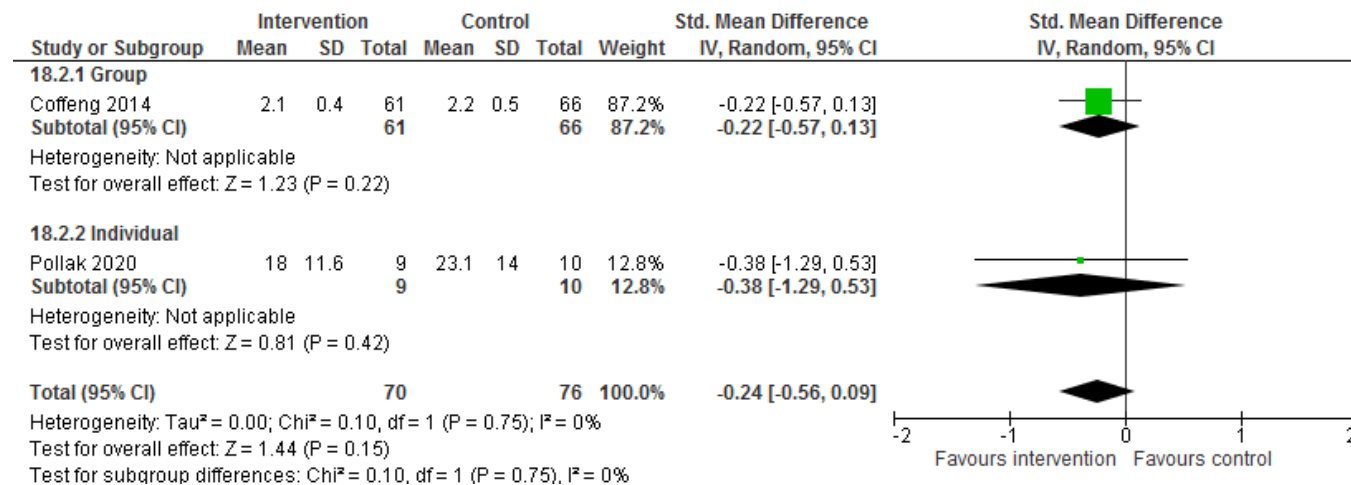 Intervention Control Std. Mean Difference Std. Mean Difference
Study or Subgroup Mean SD Total Mean SD Total Weight IV, Random, 95% CI IV, Random, 95% CI
18.2.1 Group
Coffeng 2014 2.1 0.4 61 2.2 0.5 66 87.2% -0.22 [-0.57, 0.13]
Subtotal (95% CI) 61 66 87.2% -0.22 [-0.57, 0.13]
Heterogeneity: Not applicable
Test for overall effect: Z = 1.23 (P = 0.22)
18.2.2 Individual
Pollak 2020 18 11.6 9 23.1 14 10 12.8% -0.38 [-1.29, 0.53]
Subtotal (95% CI) 9 10 12.8% -0.38 [-1.29, 0.53]
Heterogeneity: Not applicable
Test for overall effect: Z = 0.81 (P = 0.42)
Total (95% CI) 70 76 100.0% -0.24 [-0.56, 0.09]
Heterogeneity: Tau² = 0.00; Chi² = 0.10, df = 1 (P = 0.75); I² = 0%
-2 -1 0 1 2
Test for overall effect: Z = 1.44 (P = 0.15)
Favours intervention Favours control
Test for subgroup differences: Chi² = 0.10, df = 1 (P = 0.75), I² = 0%